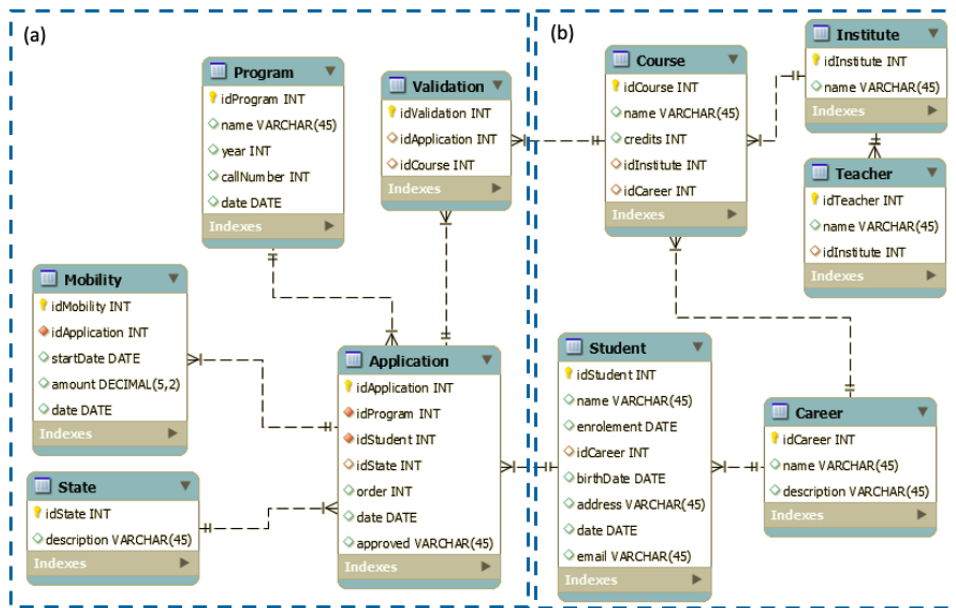 (a)
Program
idProgram INT
name VARCHAR(45)
year INT
callNumber INT
date DATE
Indexes
Validation
idValidation INT
idApplication INT
idCourse INT
Indexes
Mobility
idMobility INT
idApplication INT
startDate DATE
amount DECIMAL(5,2)
date DATE
Indexes
Application
idApplication INT
idProgram INT
idStudent INT
idState INT
order INT
date DATE
approved VARCHAR(45)
Indexes
State
idState INT
description VARCHAR(45)
Indexes
(b)
Course
idCourse INT
name VARCHAR(45)
credits INT
idInstitute INT
idCareer INT
Indexes
Institute
idInstitute INT
name VARCHAR(45)
Indexes
Teacher
idTeacher INT
name VARCHAR(45)
idInstitute INT
Indexes
Student
idStudent INT
name VARCHAR(45)
enrolement DATE
idCareer INT
birthDate DATE
address VARCHAR(45)
date DATE
email VARCHAR(45)
Indexes
Career
idCareer INT
name VARCHAR(45)
description VARCHAR(45)
Indexes